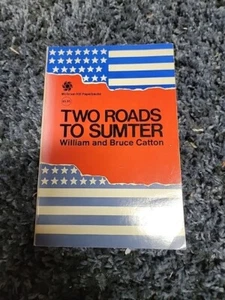 TWO ROADS
TO SUMTER
William and Bruce Catton